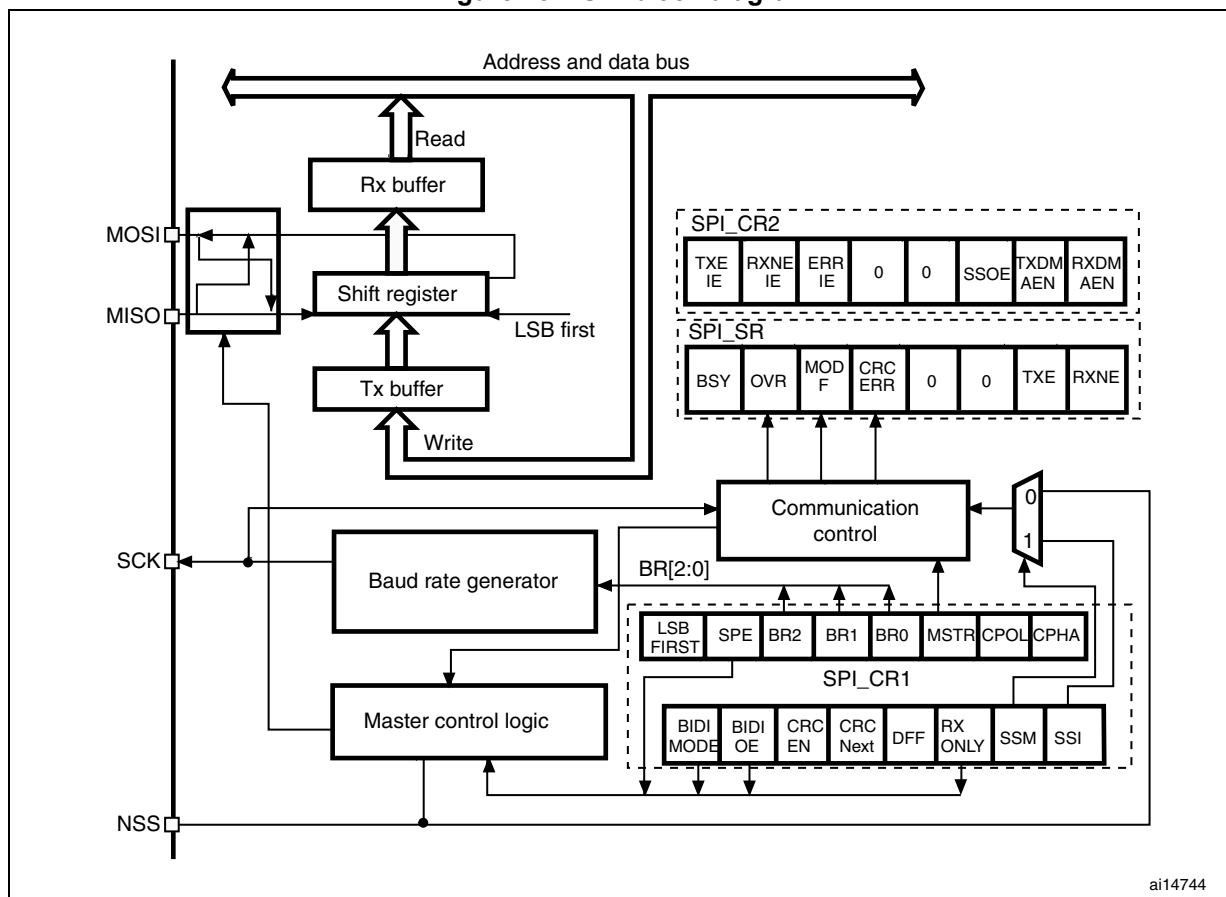 Address and data bus
Read
Rx buffer
MOSI
SPI_CR2
TXE IE
RXNE IE
ERR IE
0
0
SSOE
TXDM AEN
RXDM AEN
Shift register
MISO
LSB first
SPI_SR
BSY
OVR
MOD F
CRC ERR
0
0
TXE
RXNE
Tx buffer
Write
Communication control
0
1
SCK
Baud rate generator
BR[2:0]
LSB FIRST
SPE
BR2
BR1
BR0
MSTR
CPOL
CPHA
SPI_CR1
Master control logic
BIDI MODE
BIDI OE
CRC EN
CRC Next
DFF
RX ONLY
SSM
SSI
NSS
ai14744